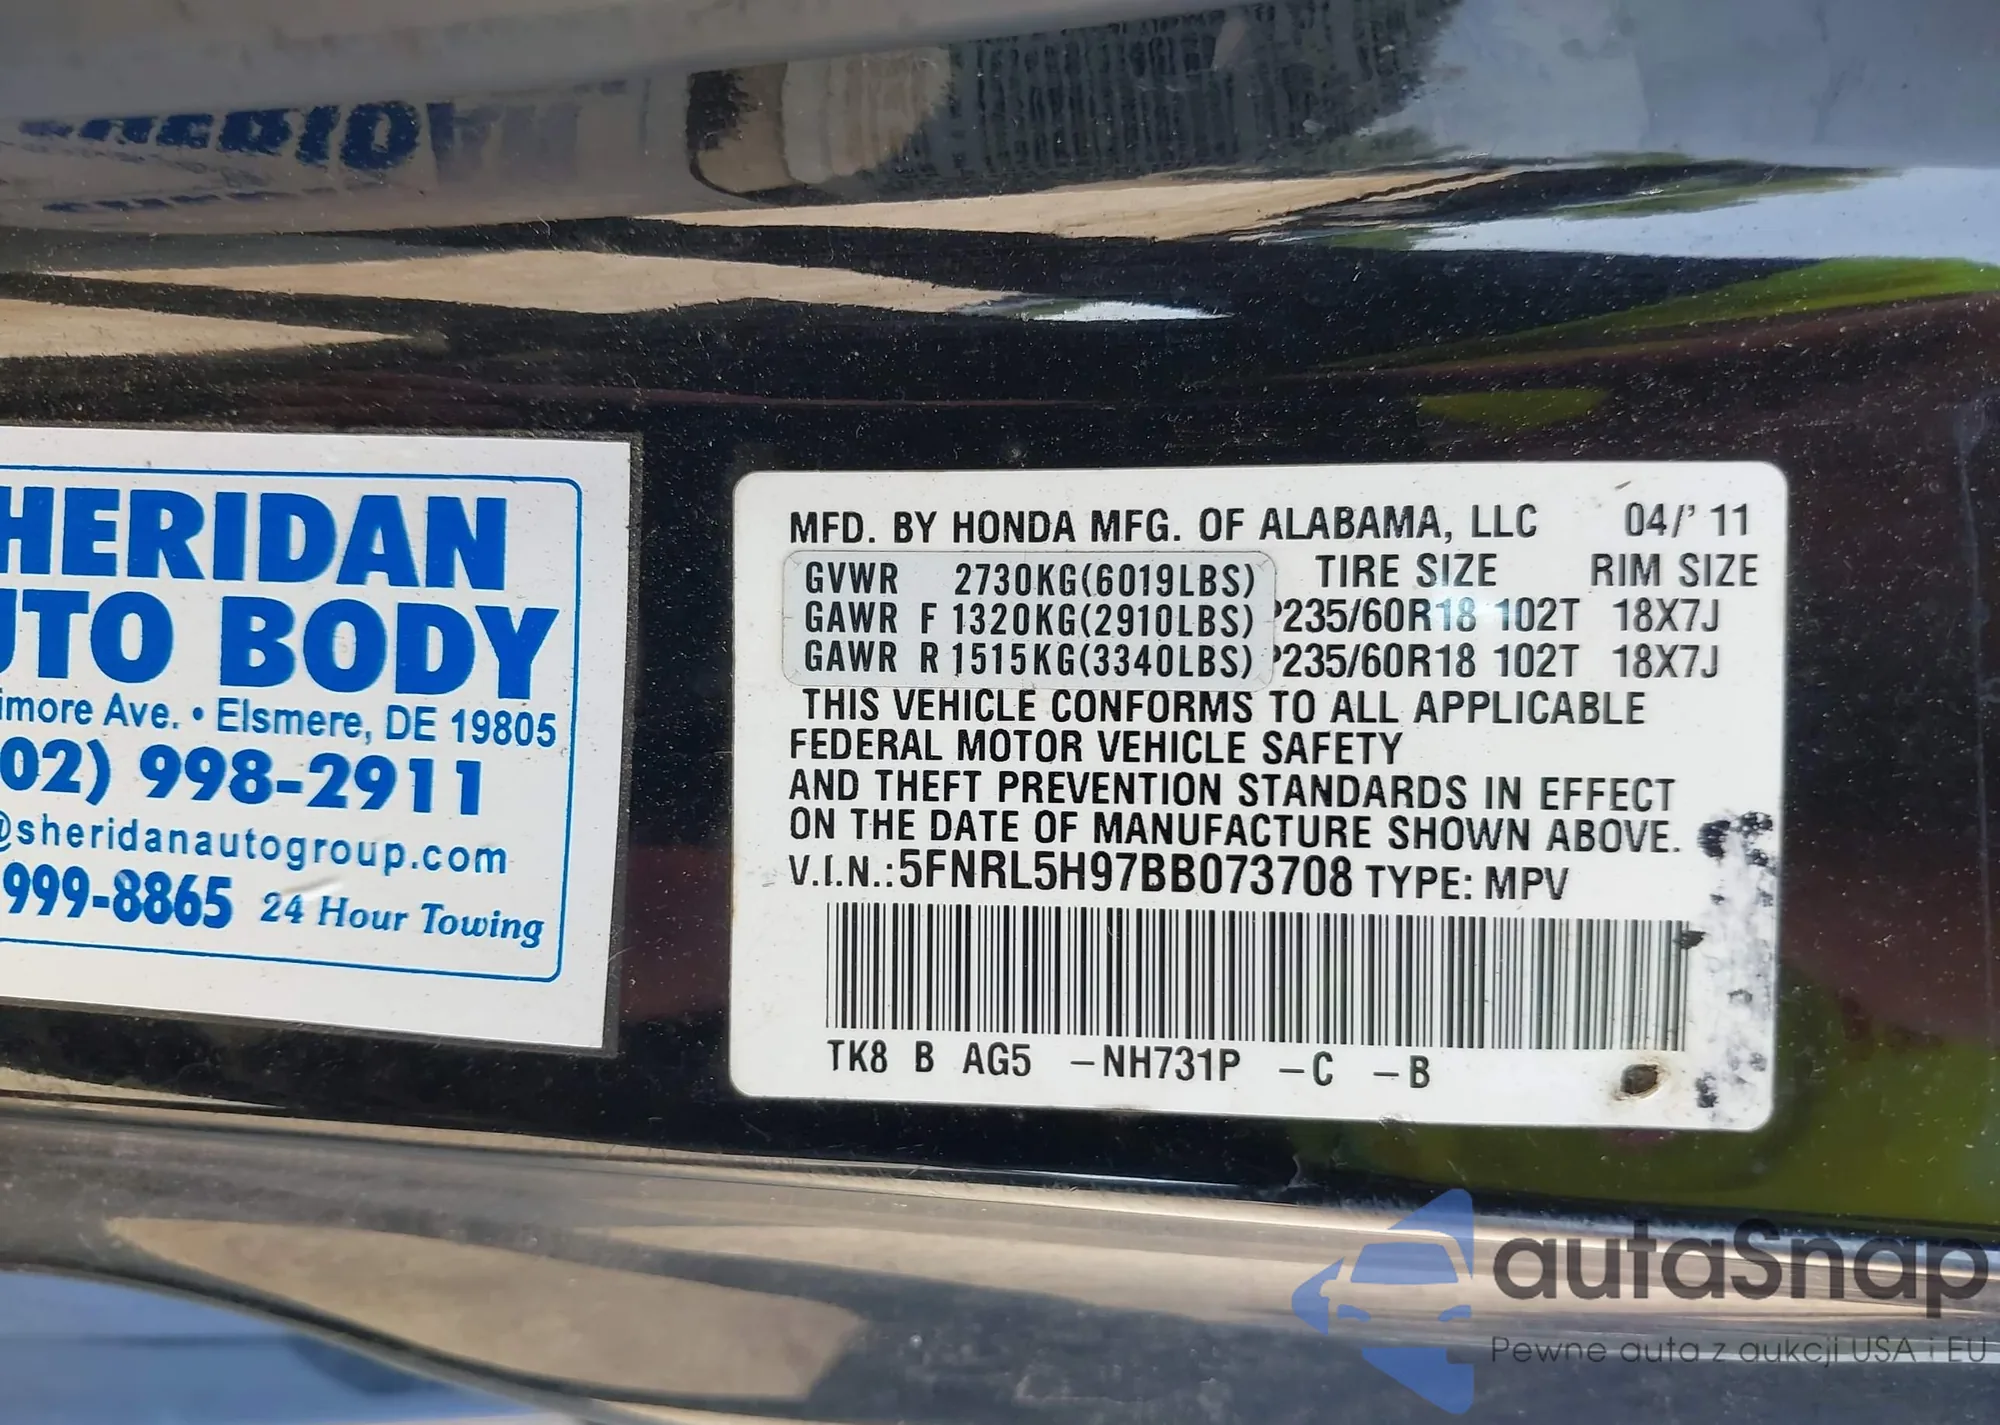 HERIDAN
UTO BODY
imore Ave. • Elsmere, DE 19805
02) 998-2911
@sheridanautogroup.com
999-8865 24 Hour Towing
MFD. BY HONDA MFG. OF ALABAMA, LLC 04/' 11
GVWR 2730KG(6019LBS) TIRE SIZE RIM SIZE
GAWR F 1320KG(2910LBS) P235/60R18 102T 18X7J
GAWR R 1515KG(3340LBS) P235/60R18 102T 18X7J
THIS VEHICLE CONFORMS TO ALL APPLICABLE
FEDERAL MOTOR VEHICLE SAFETY
AND THEFT PREVENTION STANDARDS IN EFFECT
ON THE DATE OF MANUFACTURE SHOWN ABOVE.
V.I.N.: 5FNRL5H97BB073708 TYPE: MPV
TK8 B AG5 -NH731P -C -B
autaSnap
Pewne auta z aukcji USA i EU